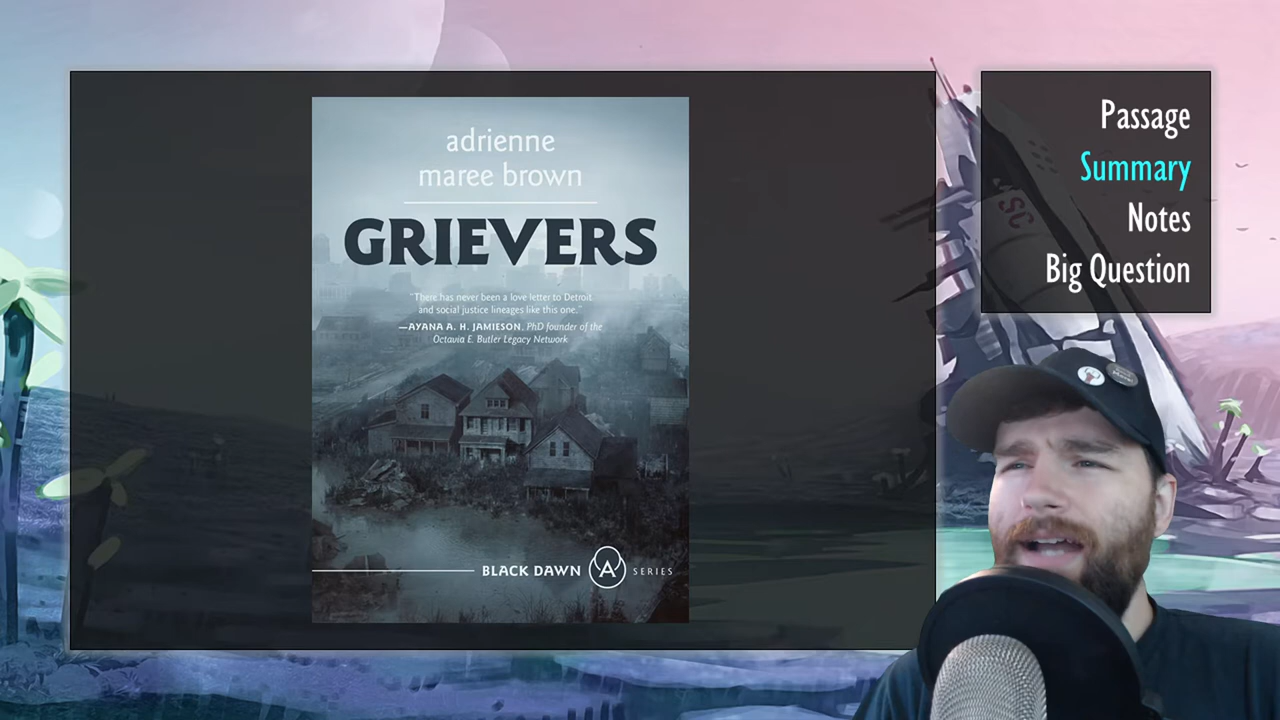 adrienne
maree brown
GRIEVERS
“There has never been a love letter to Detroit
and social justice lineages like this one.”
—AYANA A. H. JAMIESON, PhD founder of the
Octavia E. Butler Legacy Network
BLACK DAWN A SERIES
Passage
Summary
Notes
Big Question
SC